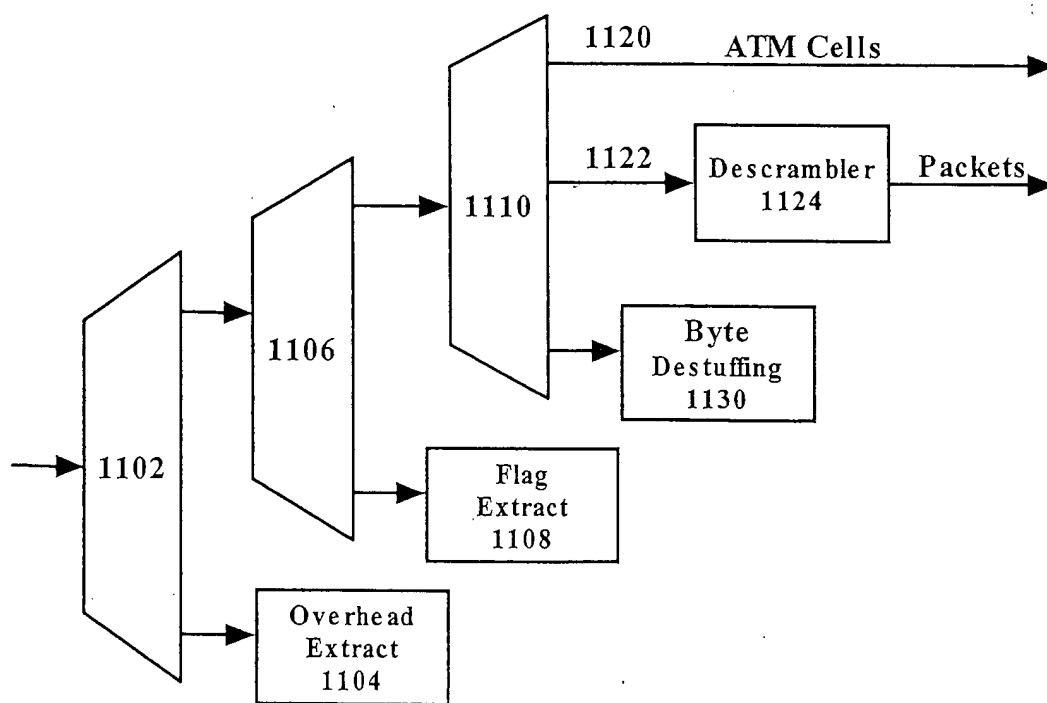 1120 ATM Cells
1122
Descrambler
1124
Packets
1110
1106
Byte
Destuffing
1130
1102
Flag
Extract
1108
Overhead
Extract
1104